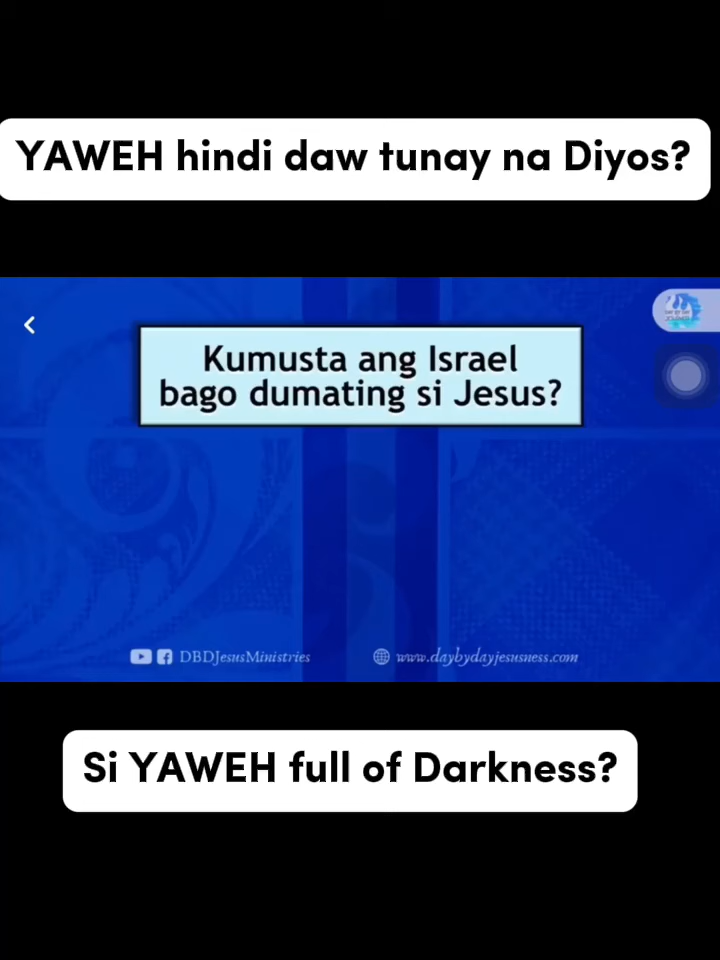 YAWEH hindi daw tunay na Diyos?
Kumusta ang Israel
bago dumating si Jesus?
DBDJesusMinistries
www.daybydayjesusness.com
Si YAWEH full of Darkness?